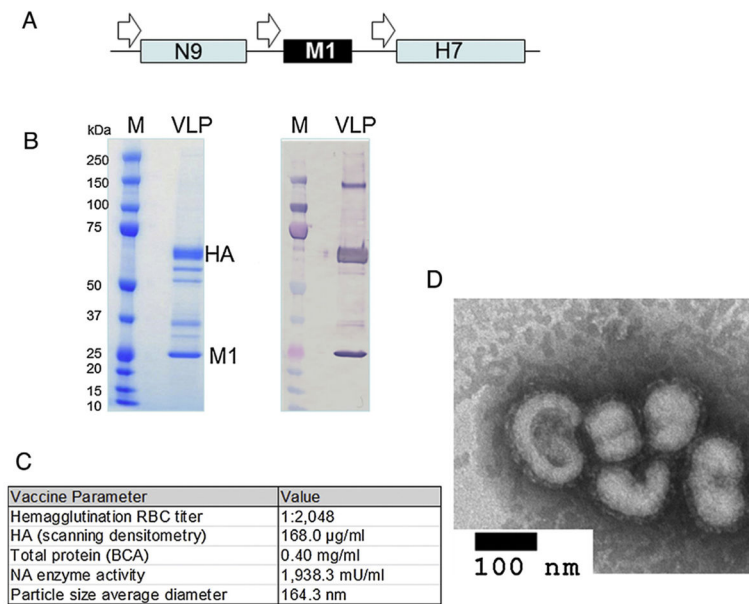 A
N9 M1 H7
B
kDa M VLP M VLP
250
150
100
75
HA
50
37
25 M1
20
15
10
D
C
Vaccine Parameter Value
Hemagglutination RBC titer 1:2,048
HA (scanning densitometry) 168.0 µg/ml
Total protein (BCA) 0.40 mg/ml
NA enzyme activity 1,938.3 mU/ml
Particle size average diameter 164.3 nm
100 nm